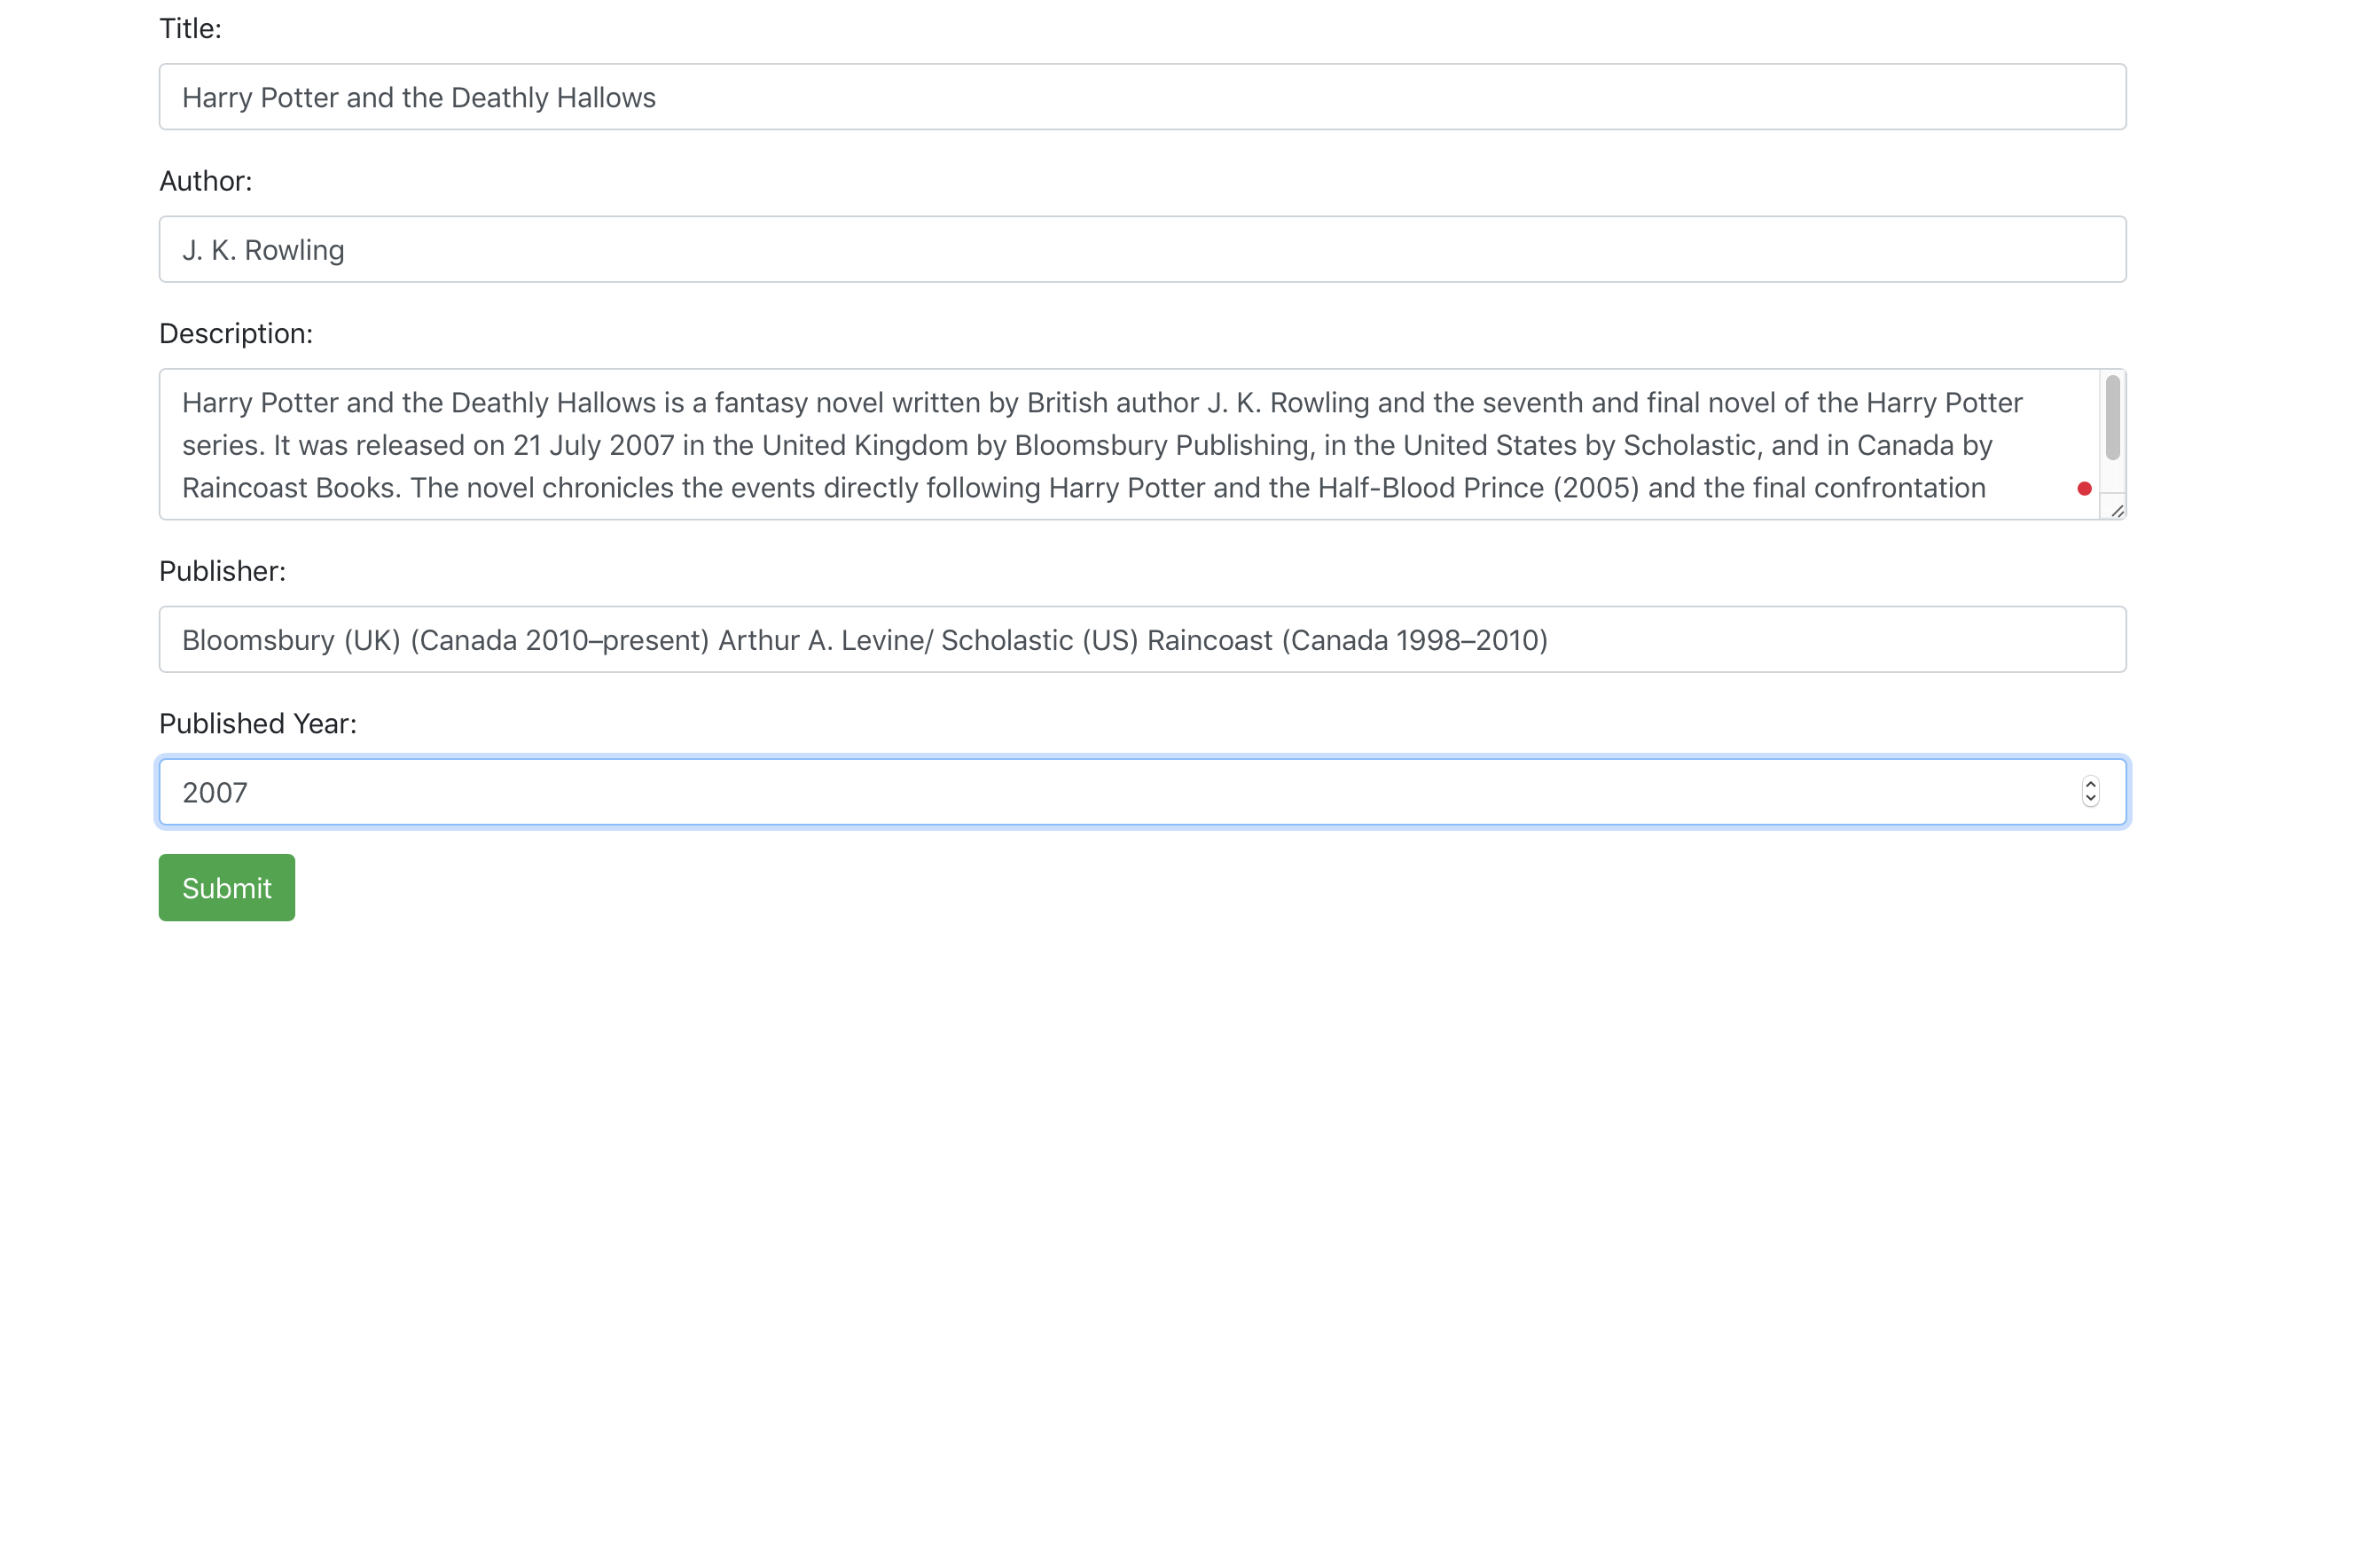 Title:
Harry Potter and the Deathly Hallows
Author:
J. K. Rowling
Description:
Harry Potter and the Deathly Hallows is a fantasy novel written by British author J. K. Rowling and the seventh and final novel of the Harry Potter
series. It was released on 21 July 2007 in the United Kingdom by Bloomsbury Publishing, in the United States by Scholastic, and in Canada by
Raincoast Books. The novel chronicles the events directly following Harry Potter and the Half-Blood Prince (2005) and the final confrontation
Publisher:
Bloomsbury (UK) (Canada 2010–present) Arthur A. Levine/ Scholastic (US) Raincoast (Canada 1998–2010)
Published Year:
2007
Submit